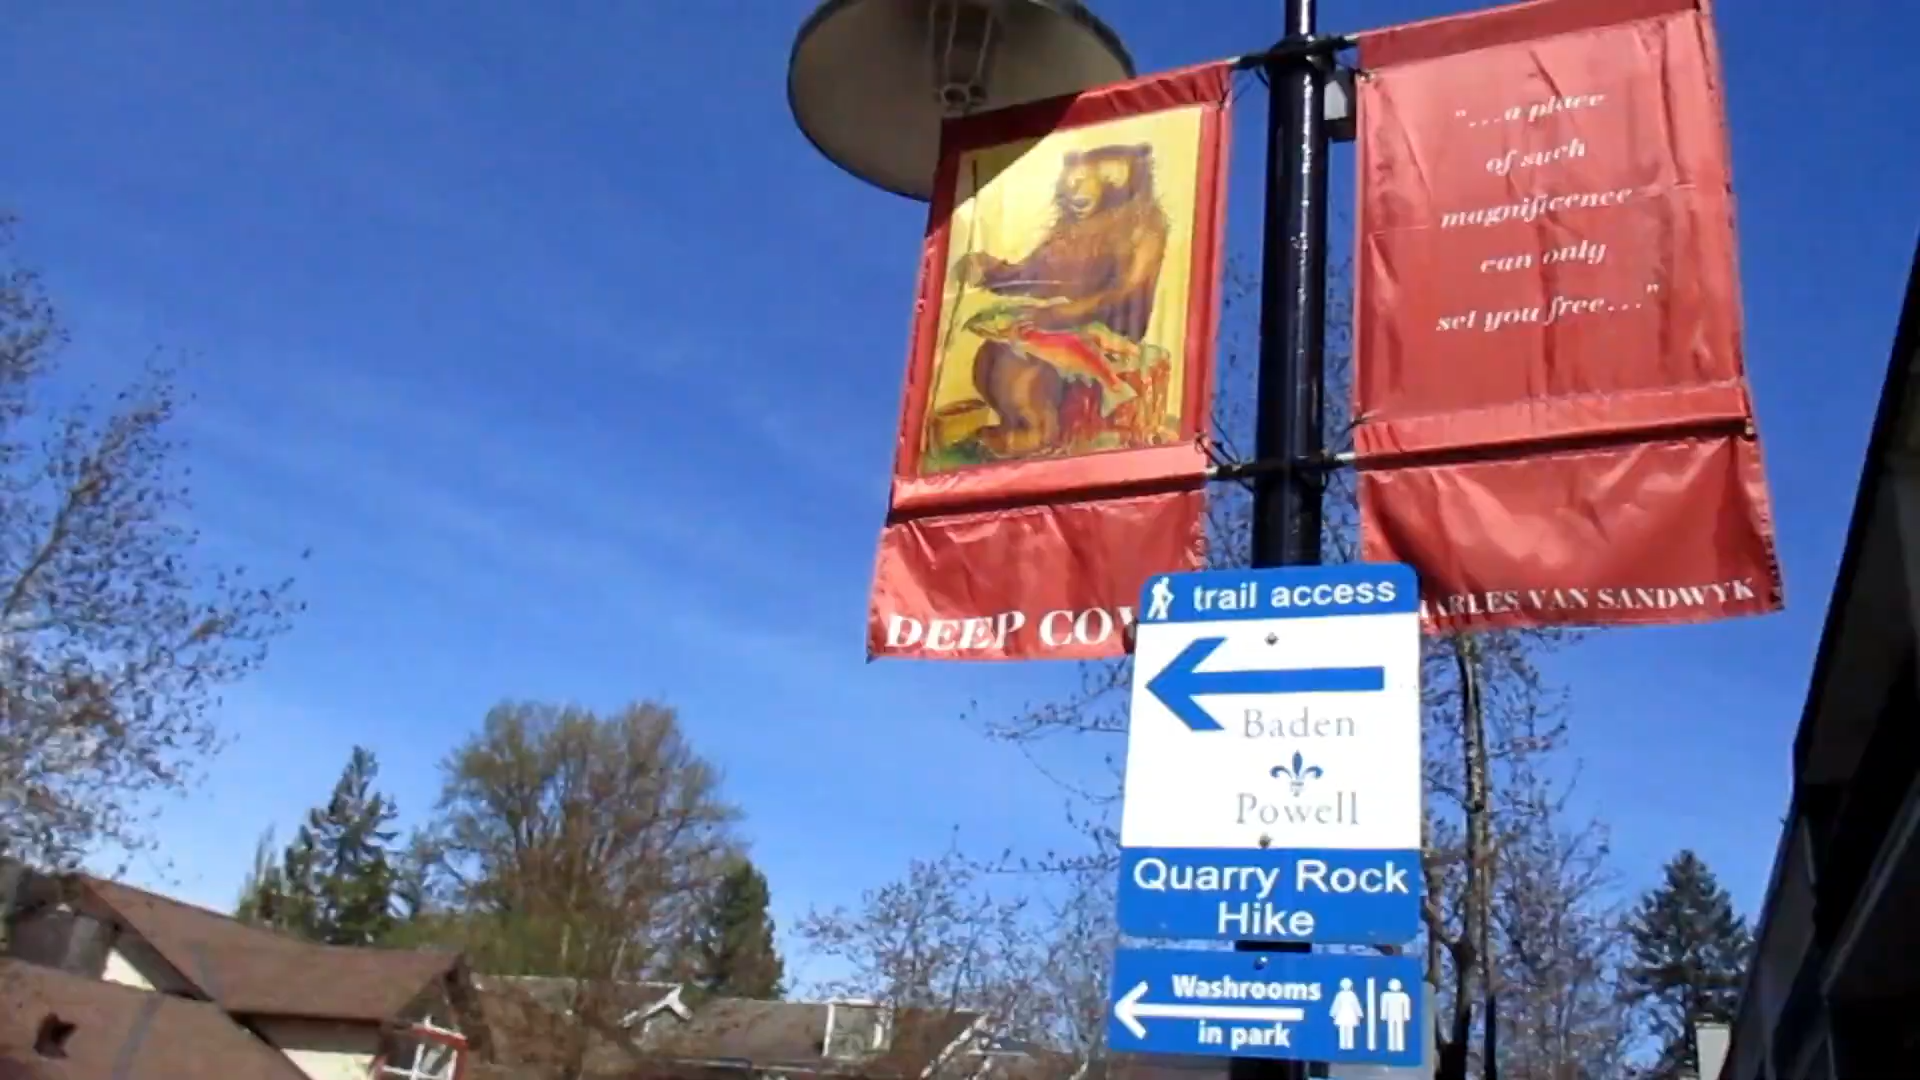 "...a place
of such
magnificence
can only
set you free..."
DEEP COV
ARLES VAN SANDWYK
trail access
Baden
Powell
Quarry Rock
Hike
Washrooms
in park